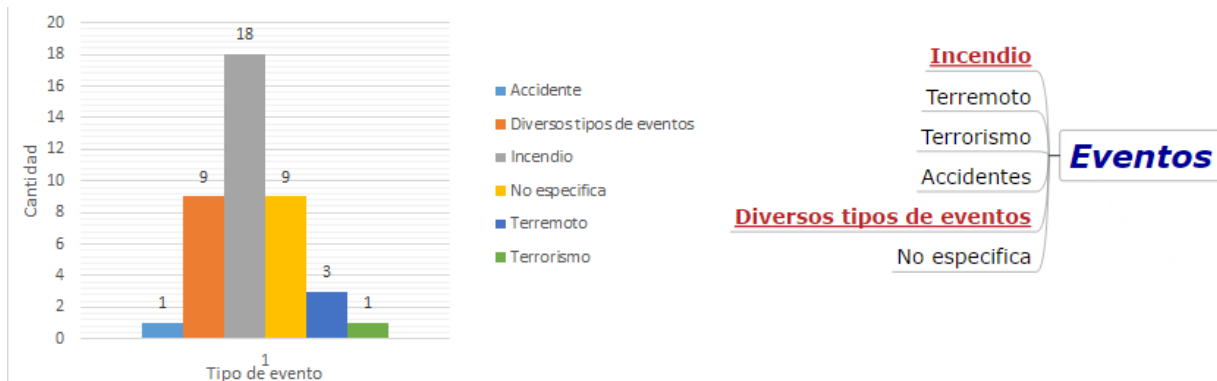 20
18
16
14
12
10
8
6
4
2
0
Cantidad
1
9
18
9
3
1
1
Tipo de evento
Accidente
Diversos tipos de eventos
Incendio
No especifica
Terremoto
Terrorismo
Incendio
Terremoto
Terrorismo
Accidentes
Diversos tipos de eventos
No especifica
Eventos